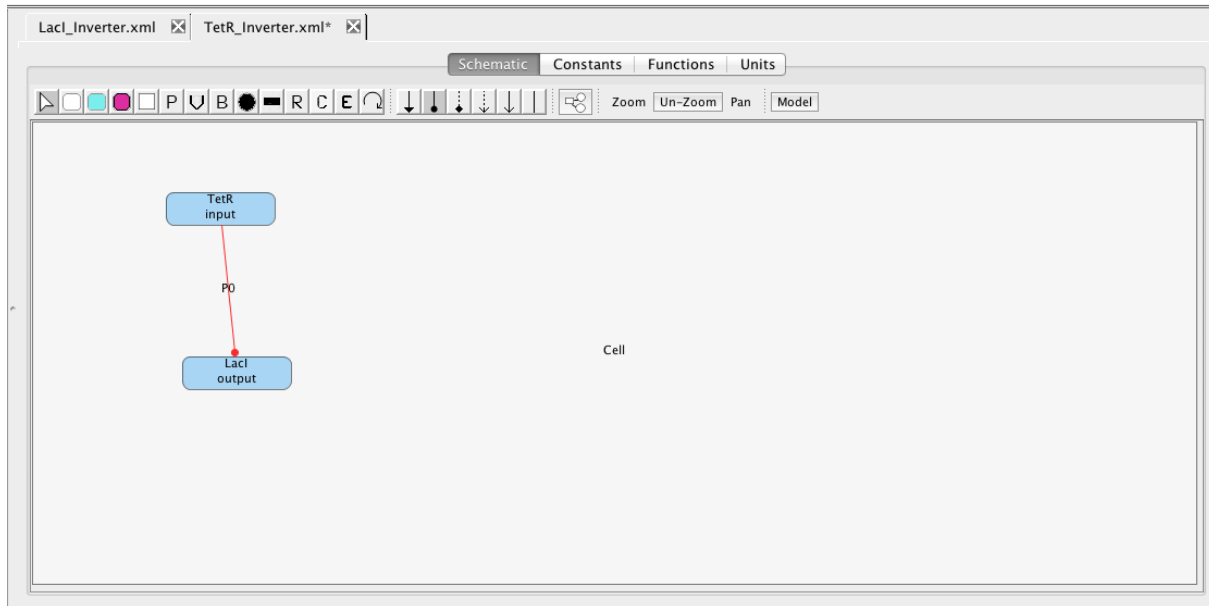 LacI_Inverter.xml TetR_Inverter.xml*
Schematic Constants Functions Units
P V B R C E Zoom Un-Zoom Pan Model
TetR
input
P0
Cell
LacI
output